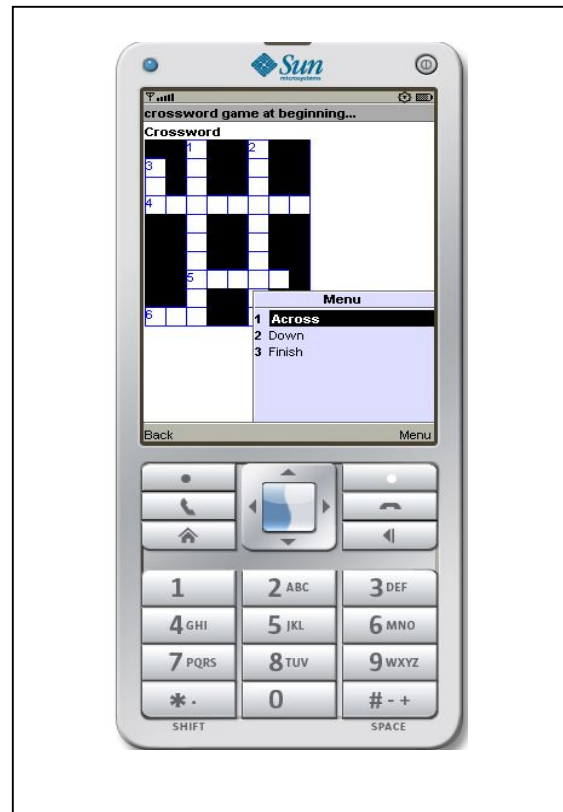 Sun
microsystems
crossword game at beginning...
Crossword
1 2
3
4
5
6
Menu
1 Across
2 Down
3 Finish
Back Menu
1 2 ABC 3 DEF
4 GHI 5 JKL 6 MNO
7 PQRS 8 TUV 9 WXYZ
* . 0 # - +
SHIFT SPACE